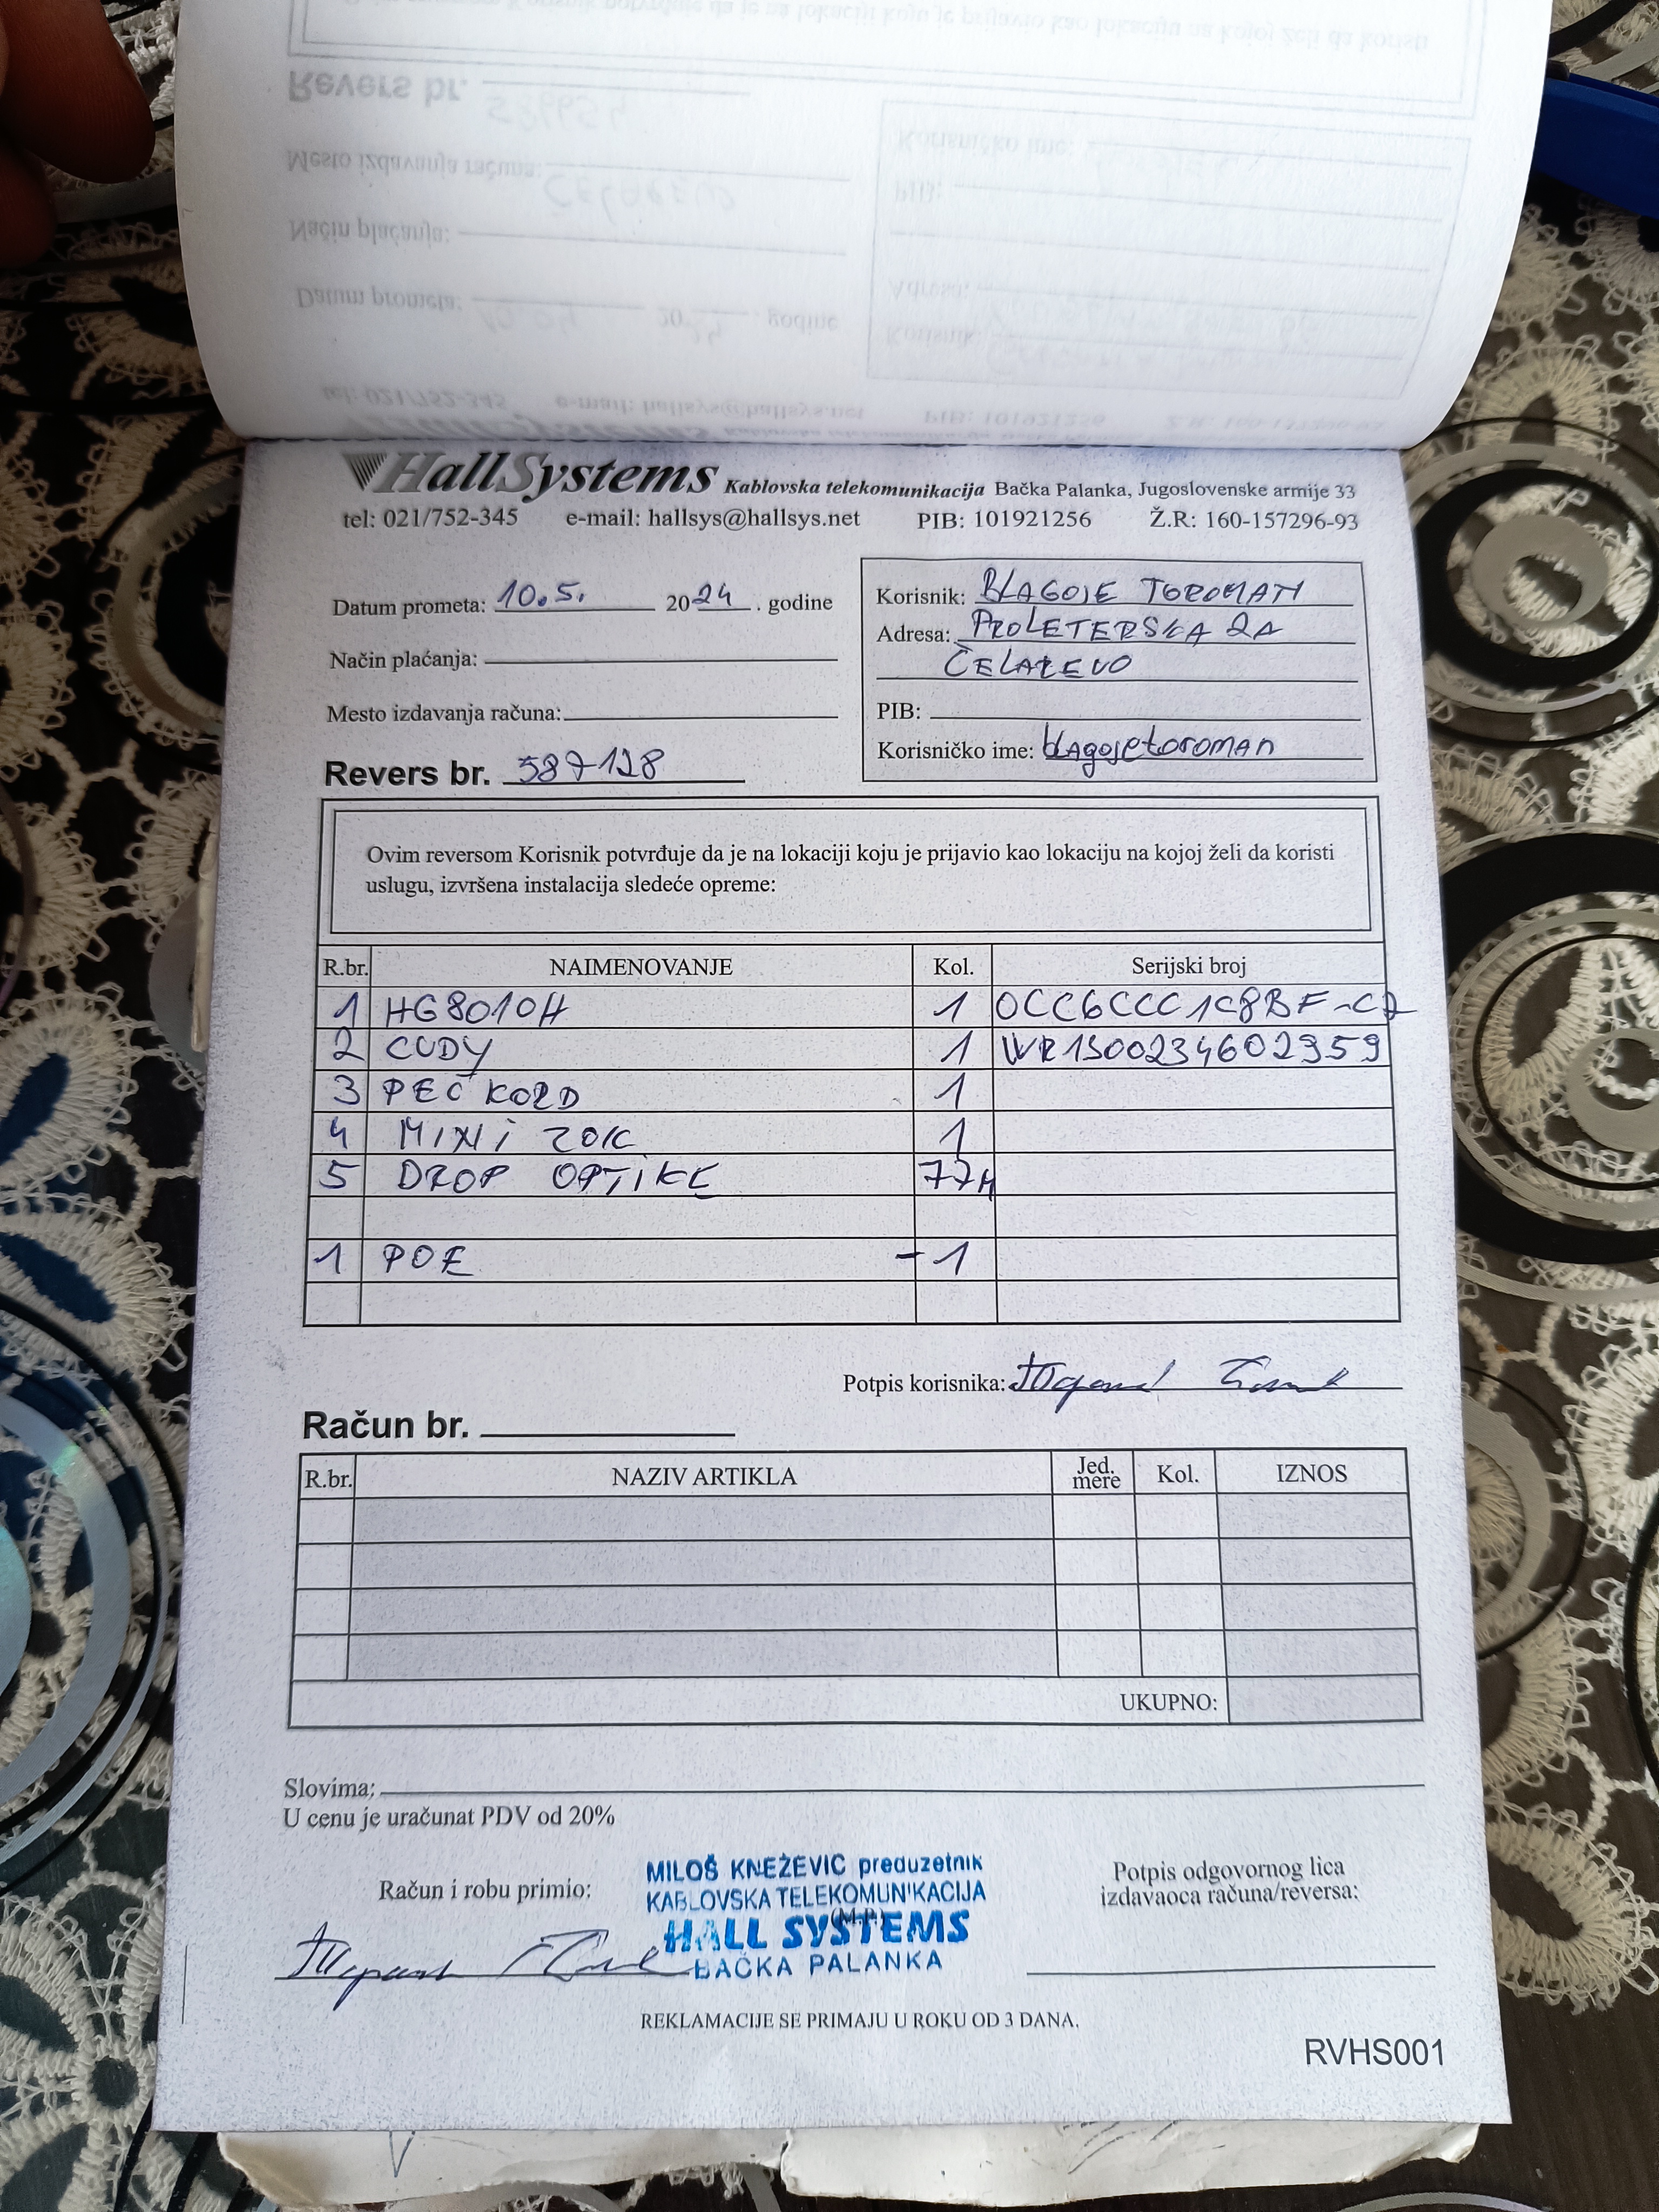 HallSystems Kablovska telekomunikacija Bačka Palanka, Jugoslovenske armije 33
tel: 021/752-345 e-mail: hallsys@hallsys.net PIB: 101921256 Ž.R: 160-157296-93
Datum prometa: 10.5. 2024. godine
Način plaćanja:
Mesto izdavanja računa:
Revers br. 587128
Korisnik: BLAGOJE TOROMAN
Adresa: PROLETERSKA 2A
ČELAREVO
PIB:
Korisničko ime: blagojetoroman
Ovim reversom Korisnik potvrđuje da je na lokaciji koju je prijavio kao lokaciju na kojoj želi da koristi
uslugu, izvršena instalacija sledeće opreme:
R.br. NAIMENOVANJE Kol. Serijski broj
1 HG8010H 1 0CC6CCC1C8BF-C7
2 CUDY 1 WR1300234602959
3 PEČ KORD 1
4 MINI ZOK 1
5 DROP OPTIKE 77M
1 POE -1
Potpis korisnika:
Račun br.
R.br. NAZIV ARTIKLA Jed. mere Kol. IZNOS
UKUPNO:
Slovima:
U cenu je uračunat PDV od 20%
Račun i robu primio:
MILOŠ KNEŽEVIĆ preduzetnik
KABLOVSKA TELEKOMUNIKACIJA
(M.P.)
HALL SYSTEMS
BAČKA PALANKA
Potpis odgovornog lica
izdavaoca računa/reversa:
REKLAMACIJE SE PRIMAJU U ROKU OD 3 DANA.
RVHS001